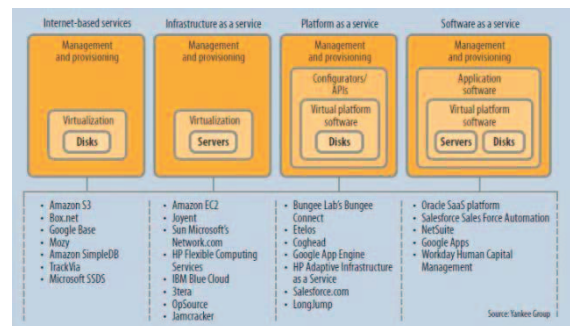 Internet-based services
Infrastructure as a service
Platform as a service
Software as a service
Management
and provisioning
Virtualization
Disks
Management
and provisioning
Virtualization
Servers
Management
and provisioning
Configurators/
APIs
Virtual platform
software
Disks
Management
and provisioning
Application
software
Virtual platform
software
Servers
Disks
• Amazon S3
• Box.net
• Google Base
• Mozy
• Amazon SimpleDB
• TrackVia
• Microsoft SSDS
• Amazon EC2
• Joyent
• Sun Microsoft's
Network.com
• HP Flexible Computing
Services
• IBM Blue Cloud
• 3tera
• OpSource
• Jamcracker
• Bungee Lab's Bungee
Connect
• Etelos
• Coghead
• Google App Engine
• HP Adaptive Infrastructure
as a Service
• Salesforce.com
• LongJump
• Oracle SaaS platform
• Salesforce Sales Force Automation
• NetSuite
• Google Apps
• Workday Human Capital
Management
Source: Yankee Group